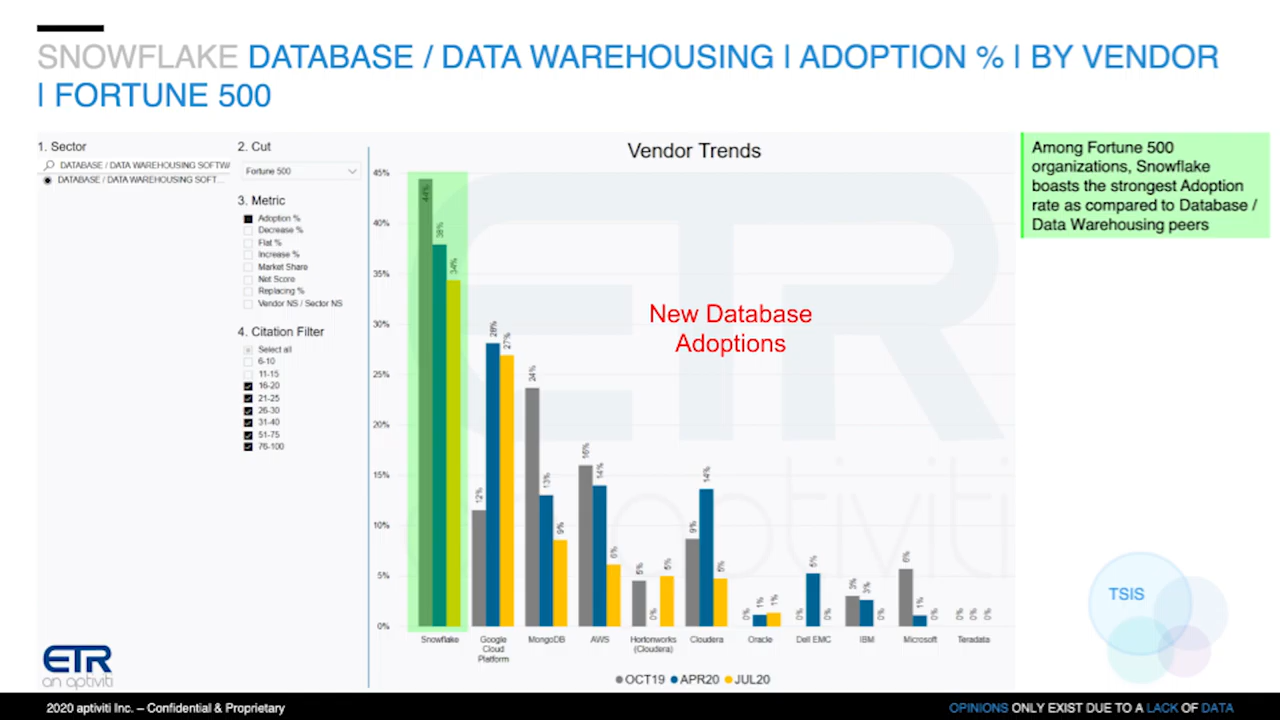 SNOWFLAKE DATABASE / DATA WAREHOUSING | ADOPTION % | BY VENDOR
| FORTUNE 500
1. Sector
DATABASE / DATA WAREHOUSING SOFTW
DATABASE / DATA WAREHOUSING SOFT...
2. Cut
Fortune 500
3. Metric
Adoption %
Decrease %
Flat %
Increase %
Market Share
Net Score
Replacing %
Vendor NS / Sector NS
4. Citation Filter
Select all
6-10
11-15
16-20
21-25
26-30
31-40
51-75
76-100
Vendor Trends
45%
40%
35%
30%
25%
20%
15%
10%
5%
0%
44% 38% 34%
12% 28% 27%
24% 13% 9%
16% 14% 6%
5% 0% 5%
9% 14% 5%
0% 1% 1%
0% 5% 0%
3% 3% 0%
6% 1% 0%
0% 0% 0%
New Database
Adoptions
Snowflake
Google
Cloud
Platform
MongoDB
AWS
Hortonworks
(Cloudera)
Cloudera
Oracle
Dell EMC
IBM
Microsoft
Teradata
OCT19 APR20 JUL20
ETR
an aptiviti
Among Fortune 500
organizations, Snowflake
boasts the strongest Adoption
rate as compared to Database /
Data Warehousing peers
TSIS
ETR
an aptiviti
2020 aptiviti Inc. – Confidential & Proprietary
OPINIONS ONLY EXIST DUE TO A LACK OF DATA